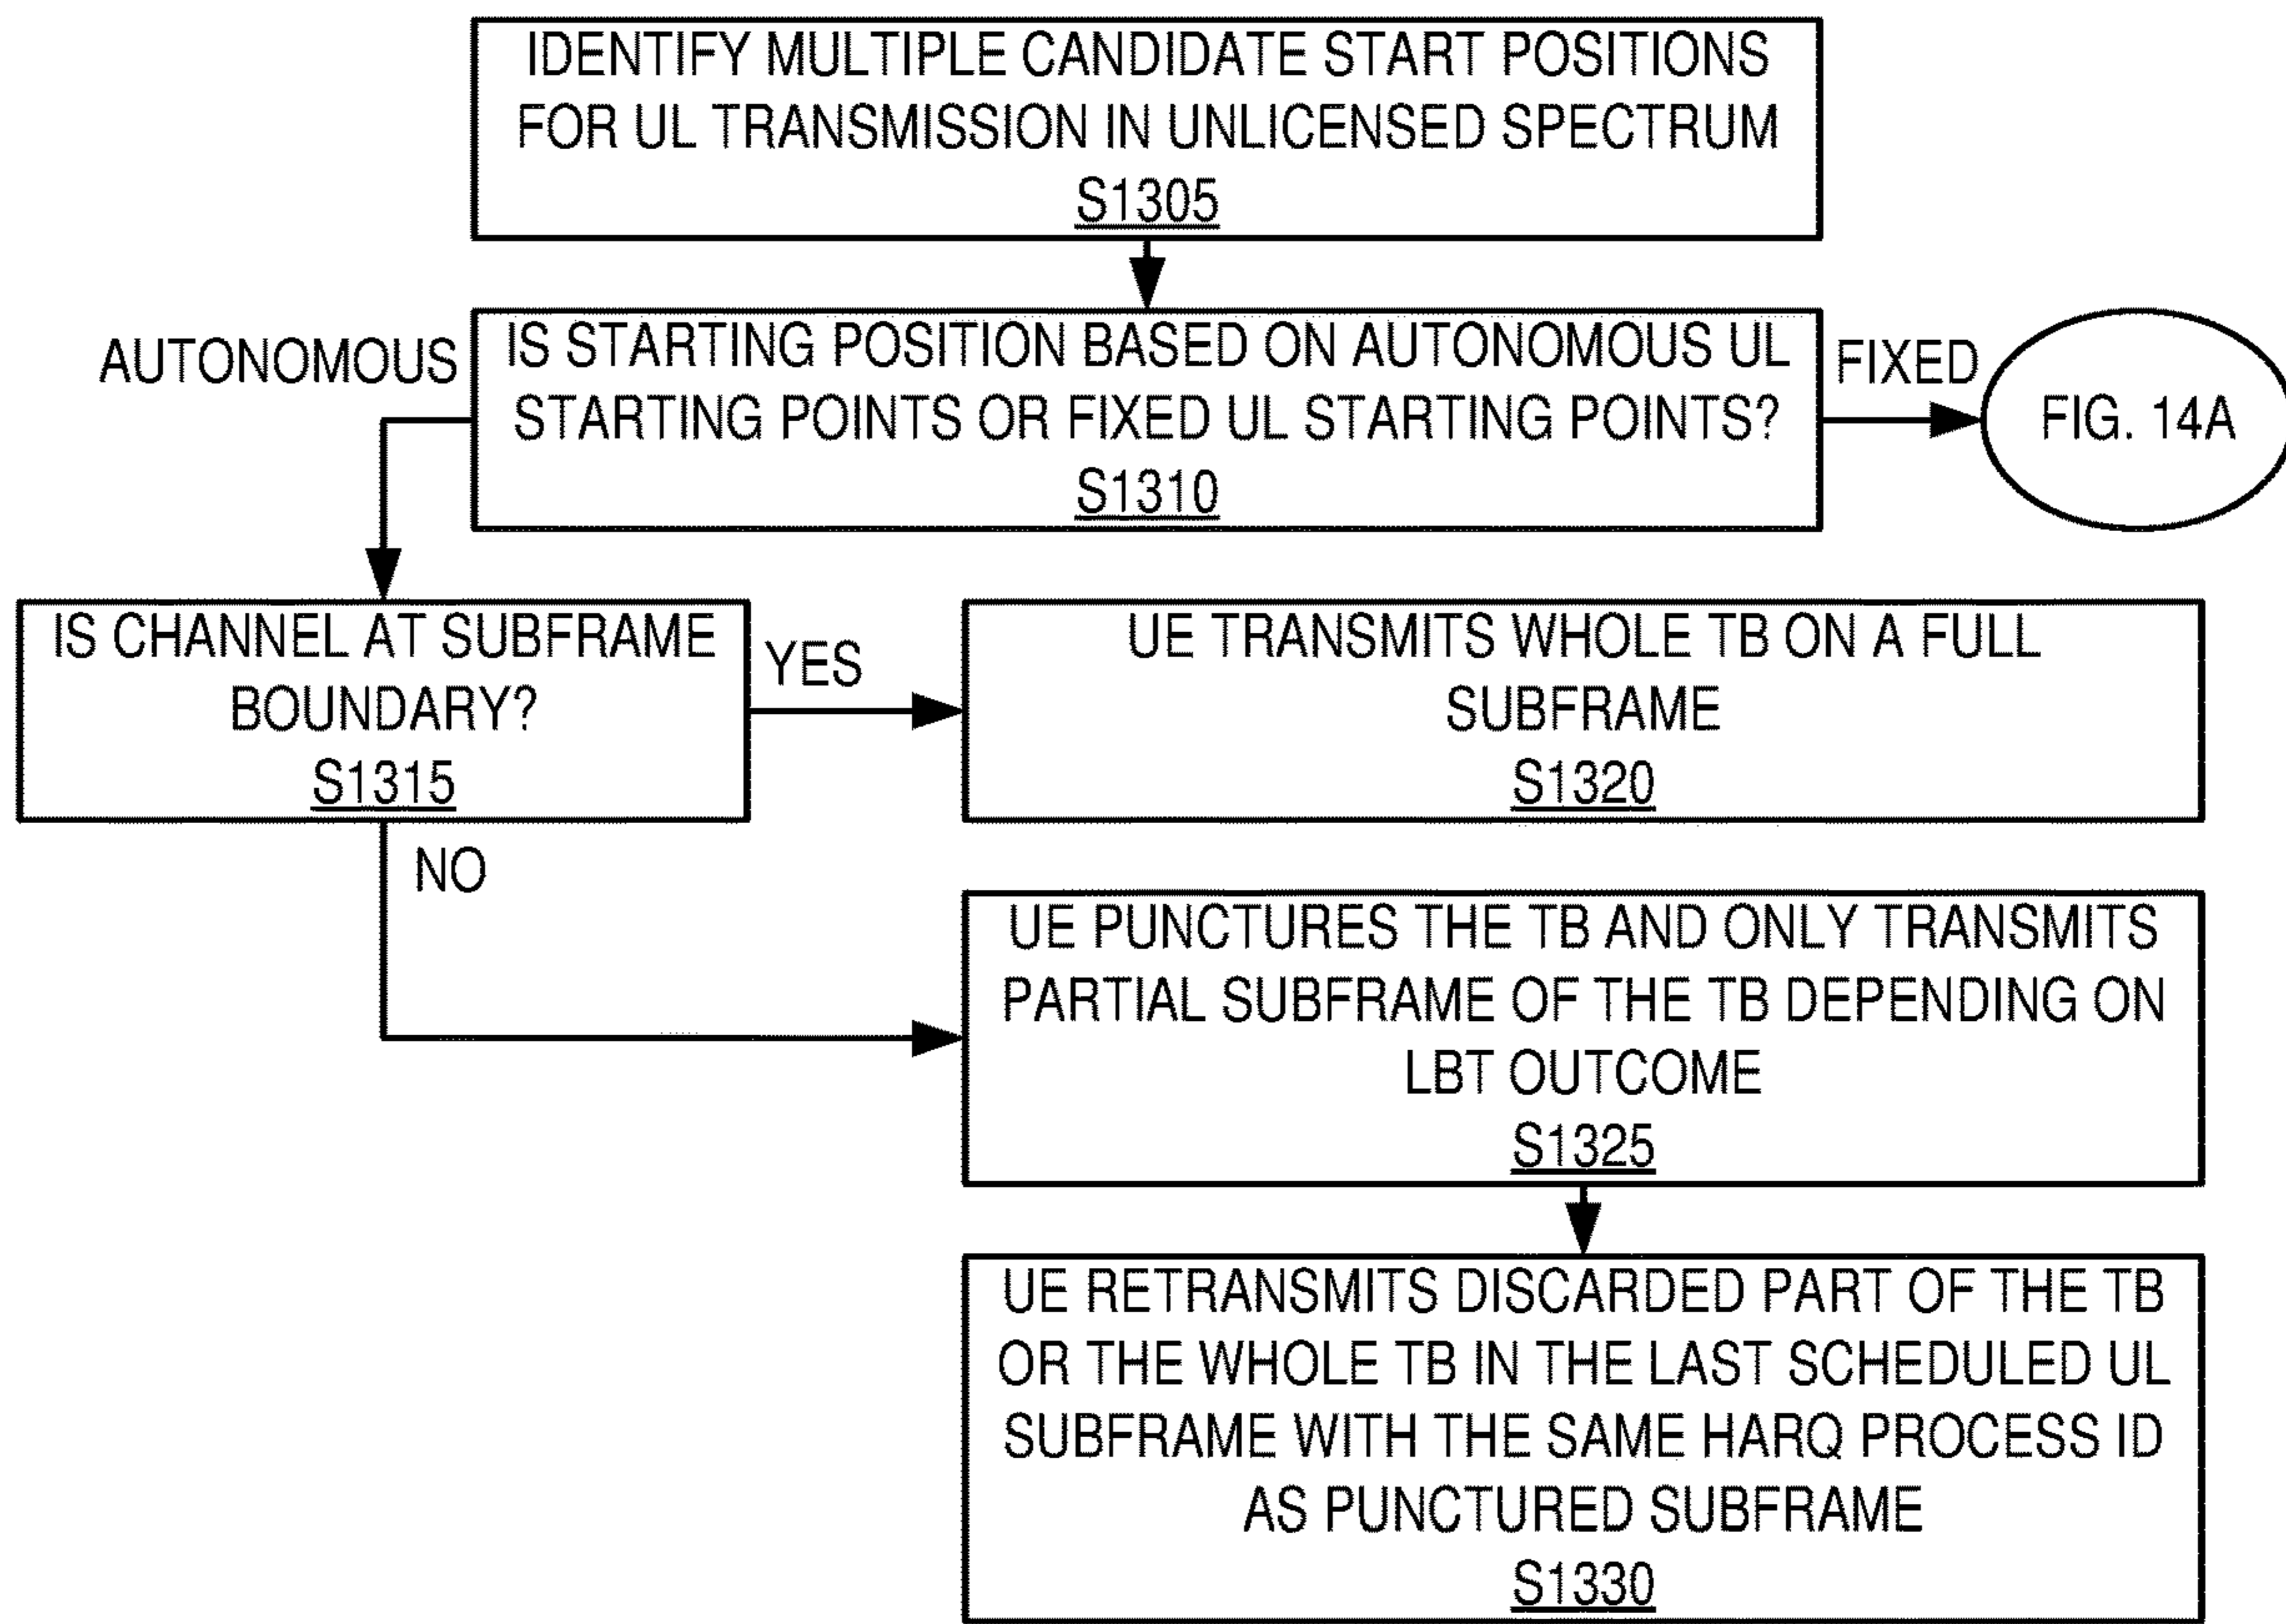 IDENTIFY MULTIPLE CANDIDATE START POSITIONS
FOR UL TRANSMISSION IN UNLICENSED SPECTRUM
S1305
AUTONOMOUS
IS STARTING POSITION BASED ON AUTONOMOUS UL
STARTING POINTS OR FIXED UL STARTING POINTS?
S1310
FIXED
FIG. 14A
IS CHANNEL AT SUBFRAME
BOUNDARY?
S1315
YES
UE TRANSMITS WHOLE TB ON A FULL
SUBFRAME
S1320
NO
UE PUNCTURES THE TB AND ONLY TRANSMITS
PARTIAL SUBFRAME OF THE TB DEPENDING ON
LBT OUTCOME
S1325
UE RETRANSMITS DISCARDED PART OF THE TB
OR THE WHOLE TB IN THE LAST SCHEDULED UL
SUBFRAME WITH THE SAME HARQ PROCESS ID
AS PUNCTURED SUBFRAME
S1330